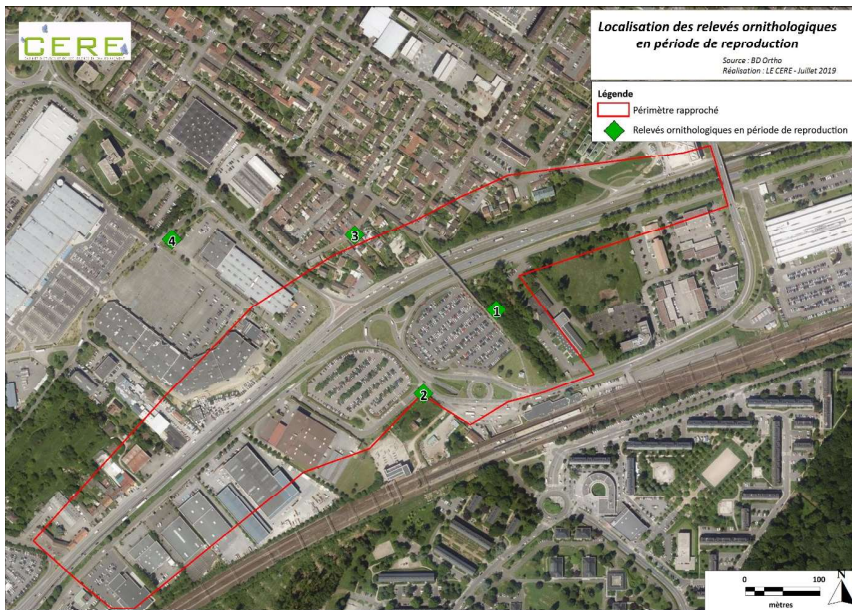 CERE
Localisation des relevés ornithologiques
en période de reproduction
Source : BD Ortho
Réalisation : LE CERE - Juillet 2019
Légende
Périmètre rapproché
Relevés ornithologiques en période de reproduction
3
4
1
2
N
0 100
mètres